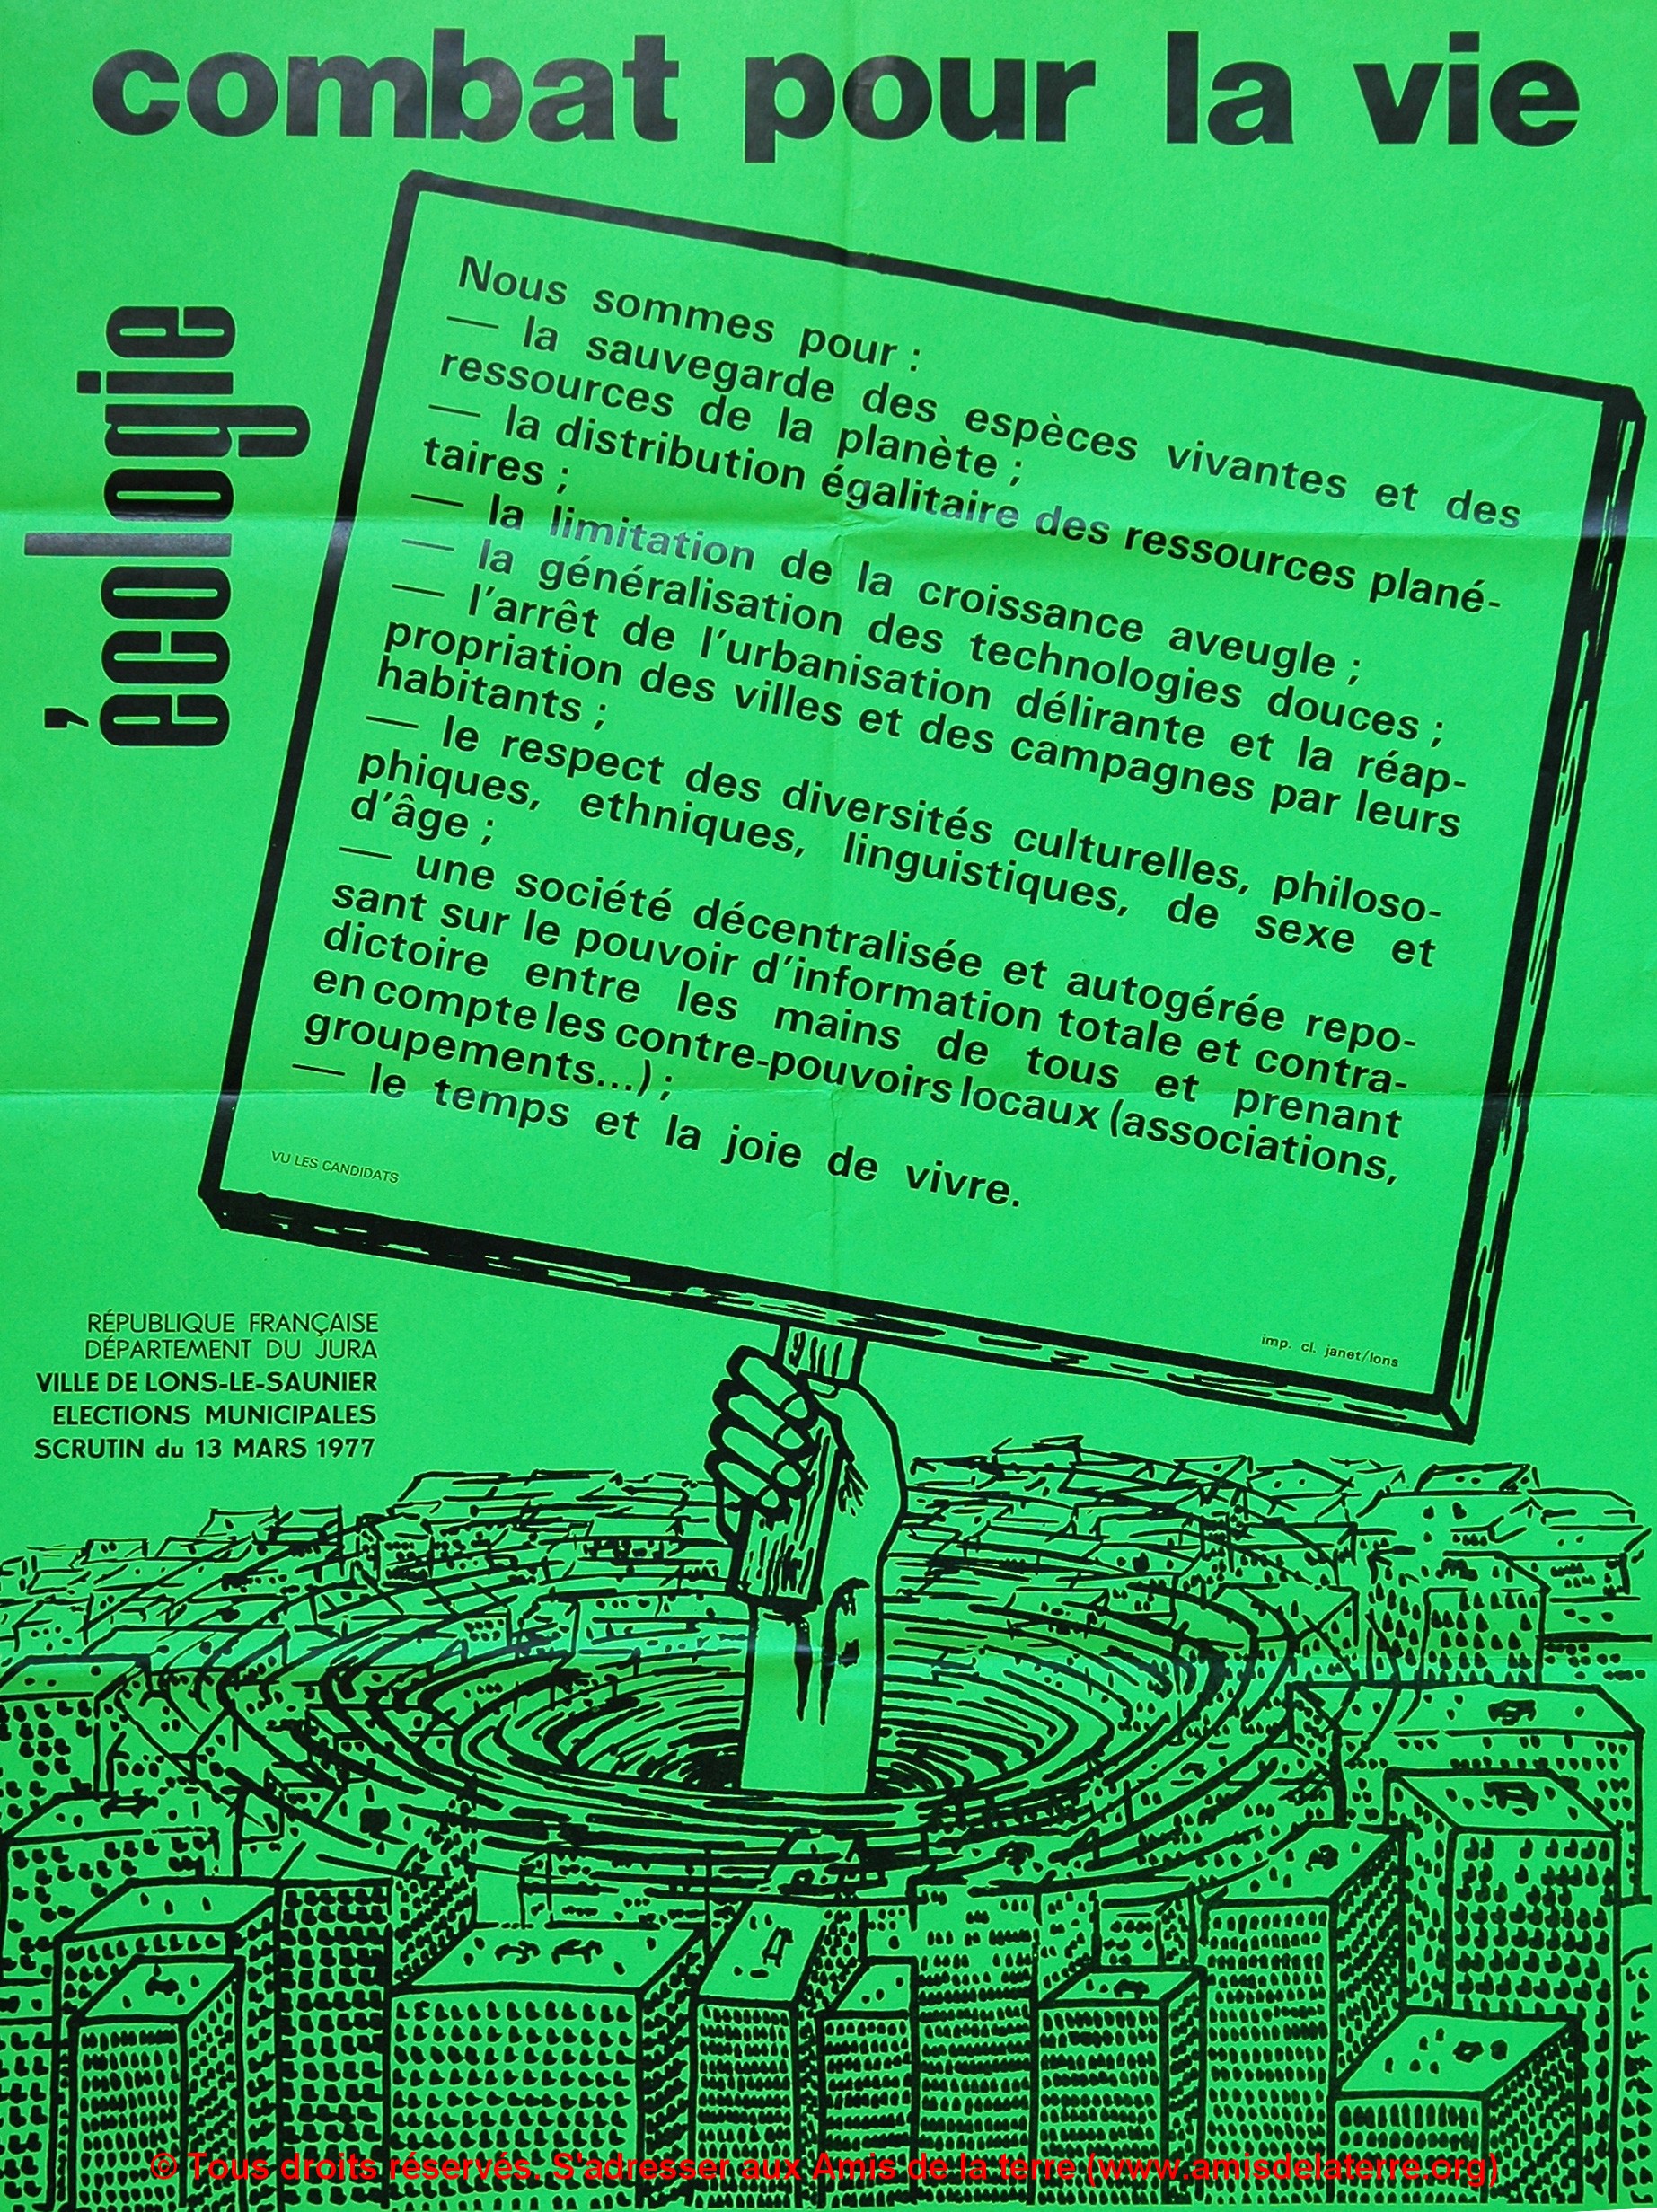 combat pour la vie
écologie
Nous sommes pour :
— la sauvegarde des espèces vivantes et des
ressources de la planète ;
— la distribution égalitaire des ressources plané-
taires ;
— la limitation de la croissance aveugle ;
— la généralisation des technologies douces ;
— l'arrêt de l'urbanisation délirante et la réap-
propriation des villes et des campagnes par leurs
habitants ;
— le respect des diversités culturelles, philoso-
phiques, ethniques, linguistiques, de sexe et
d'âge ;
— une société décentralisée et autogérée repo-
sant sur le pouvoir d'information totale et contra-
dictoire entre les mains de tous et prenant
en compte les contre-pouvoirs locaux (associations,
groupements...) ;
— le temps et la joie de vivre.
VU LES CANDIDATS
imp. cl. janet/lons
RÉPUBLIQUE FRANÇAISE
DÉPARTEMENT DU JURA
VILLE DE LONS-LE-SAUNIER
ELECTIONS MUNICIPALES
SCRUTIN du 13 MARS 1977
© Tous droits réservés. S'adresser aux Amis de la terre (www.amisdelaterre.org)